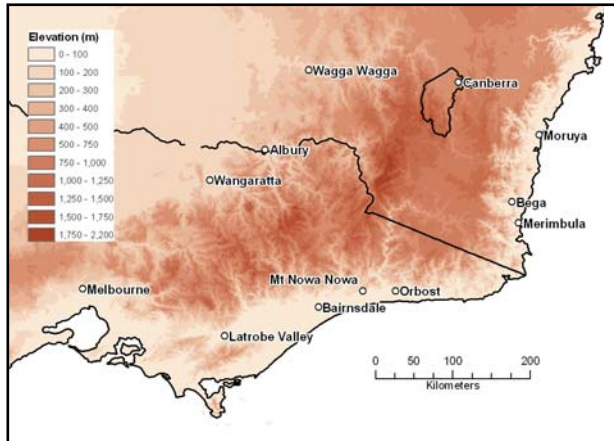 Elevation (m)
0 - 100
100 - 200
200 - 300
300 - 400
400 - 500
500 - 750
750 - 1,000
1,000 - 1,250
1,250 - 1,500
1,500 - 1,750
1,750 - 2,200
Wagga Wagga
Canberra
Moruya
Albury
Wangaratta
Bega
Merimbula
Mt Nowa Nowa
Melbourne
Orbost
Bairnsdale
Latrobe Valley
0 50 100 200
Kilometers